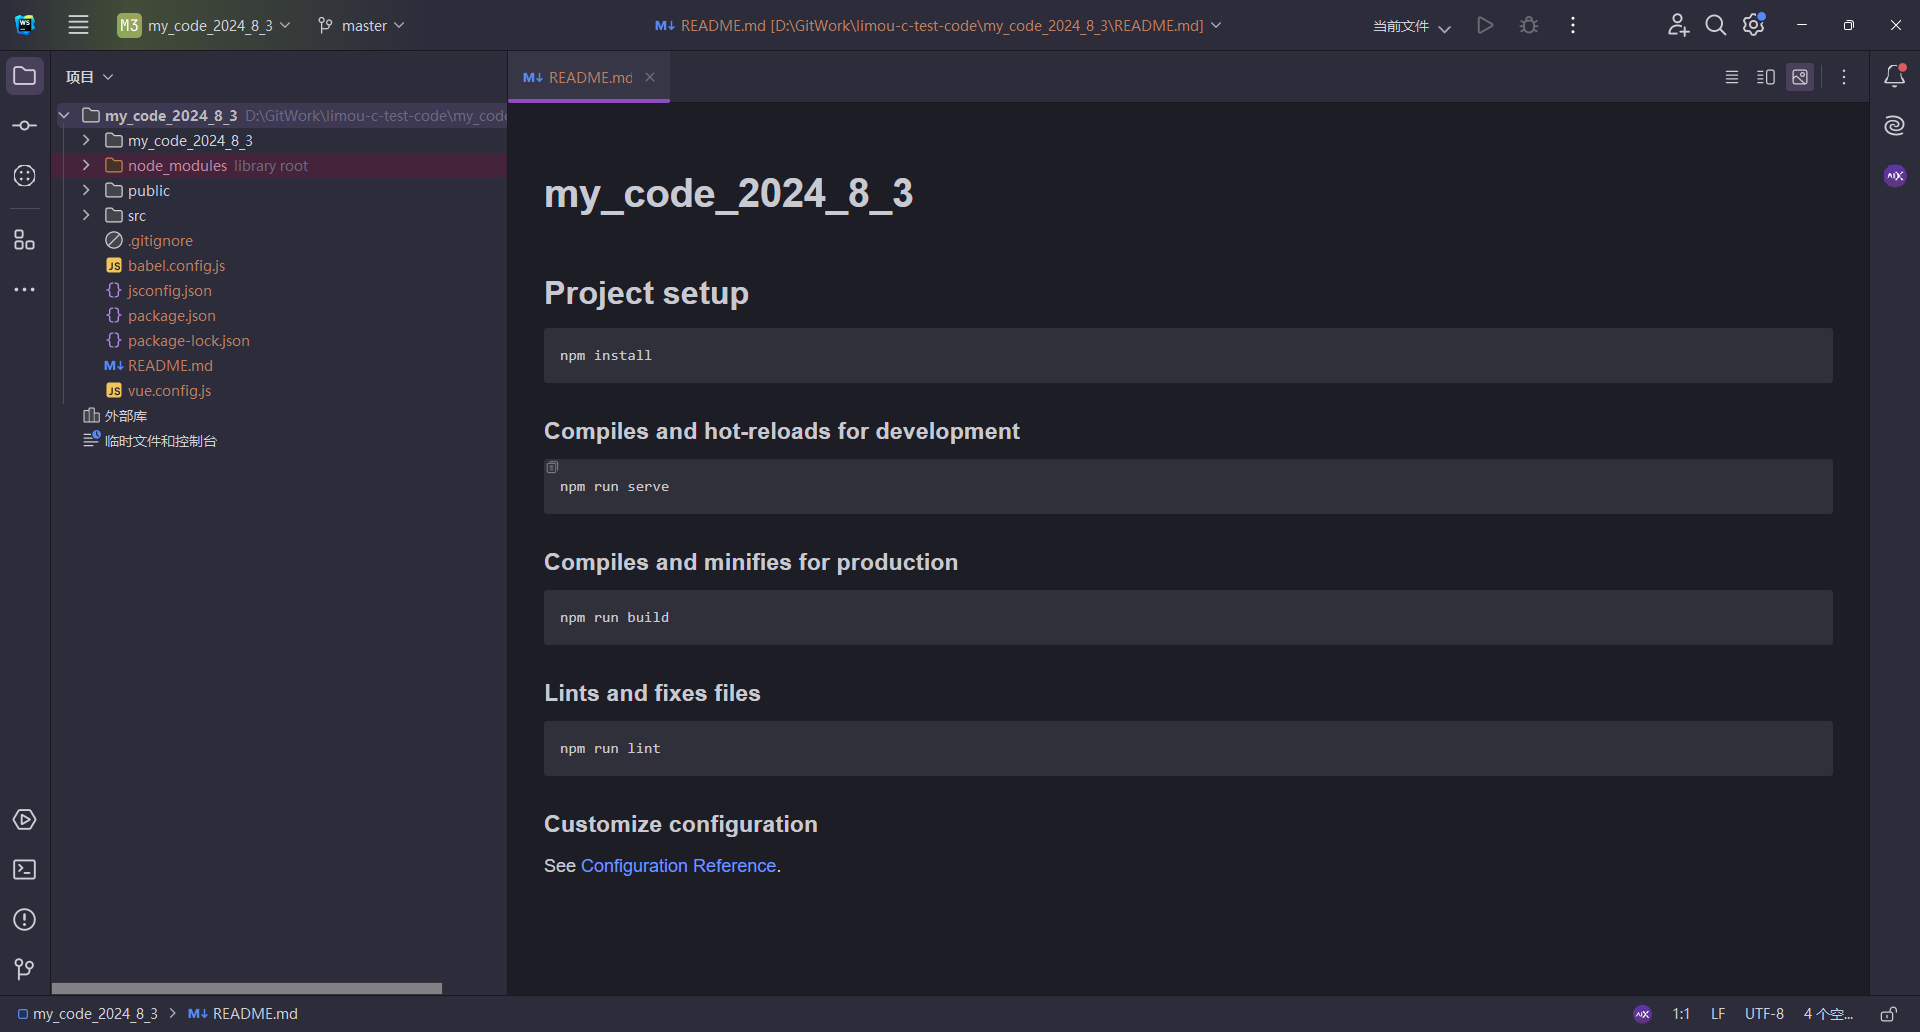 WS M3 my_code_2024_8_3 master M↓ README.md [D:\GitWork\limou-c-test-code\my_code_2024_8_3\README.md] 当前文件
项目
M↓ README.md
my_code_2024_8_3 D:\GitWork\limou-c-test-code\my_code
my_code_2024_8_3
node_modules library root
public
src
.gitignore
JS babel.config.js
{} jsconfig.json
{} package.json
{} package-lock.json
M↓ README.md
JS vue.config.js
外部库
临时文件和控制台
my_code_2024_8_3
Project setup
npm install
Compiles and hot-reloads for development
npm run serve
Compiles and minifies for production
npm run build
Lints and fixes files
npm run lint
Customize configuration
See Configuration Reference.
my_code_2024_8_3 > M↓ README.md 1:1 LF UTF-8 4 个空...